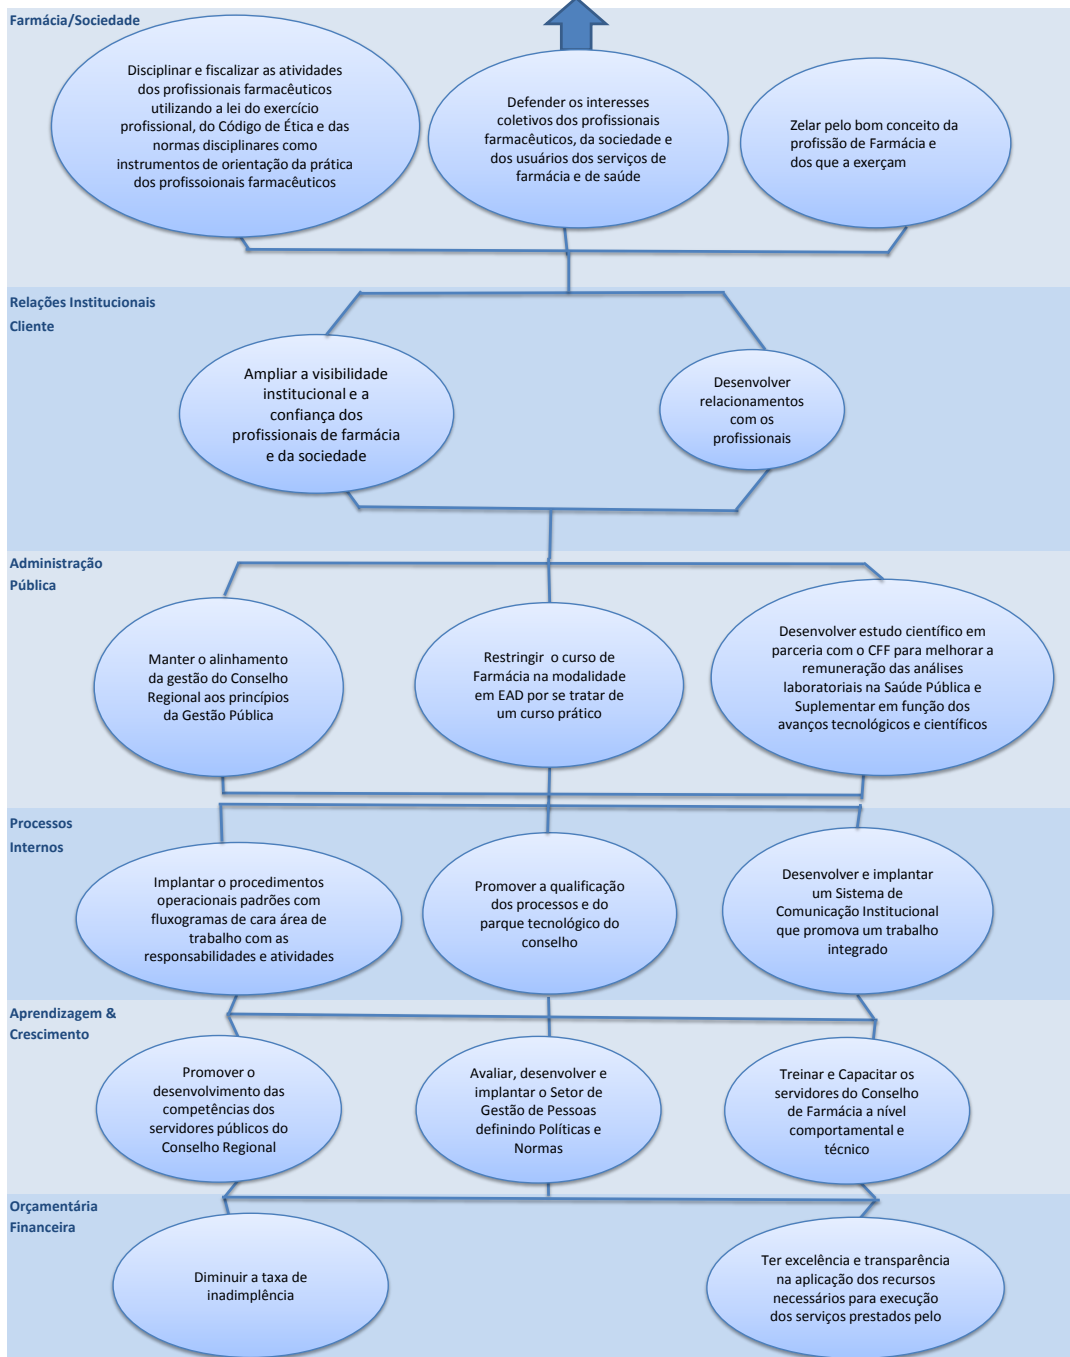 Farmácia/Sociedade
Disciplinar e fiscalizar as atividades
dos profissionais farmacêuticos
utilizando a lei do exercício
profissional, do Código de Ética e das
normas disciplinares como
instrumentos de orientação da prática
dos profissoionais farmacêuticos
Defender os interesses
coletivos dos profissionais
farmacêuticos, da sociedade e
dos usuários dos serviços de
farmácia e de saúde
Zelar pelo bom conceito da
profissão de Farmácia e
dos que a exerçam
Relações Institucionais
Cliente
Ampliar a visibilidade
institucional e a
confiança dos
profissionais de farmácia
e da sociedade
Desenvolver
relacionamentos
com os
profissionais
Administração
Pública
Manter o alinhamento
da gestão do Conselho
Regional aos princípios
da Gestão Pública
Restringir o curso de
Farmácia na modalidade
em EAD por se tratar de
um curso prático
Desenvolver estudo científico em
parceria com o CFF para melhorar a
remuneração das análises
laboratoriais na Saúde Pública e
Suplementar em função dos
avanços tecnológicos e científicos
Processos
Internos
Implantar o procedimentos
operacionais padrões com
fluxogramas de cara área de
trabalho com as
responsabilidades e atividades
Promover a qualificação
dos processos e do
parque tecnológico do
conselho
Desenvolver e implantar
um Sistema de
Comunicação Institucional
que promova um trabalho
integrado
Aprendizagem &
Crescimento
Promover o
desenvolvimento das
competências dos
servidores públicos do
Conselho Regional
Avaliar, desenvolver e
implantar o Setor de
Gestão de Pessoas
definindo Políticas e
Normas
Treinar e Capacitar os
servidores do Conselho
de Farmácia a nível
comportamental e
técnico
Orçamentária
Financeira
Diminuir a taxa de
inadimplência
Ter excelência e transparência
na aplicação dos recursos
necessários para execução
dos serviços prestados pelo